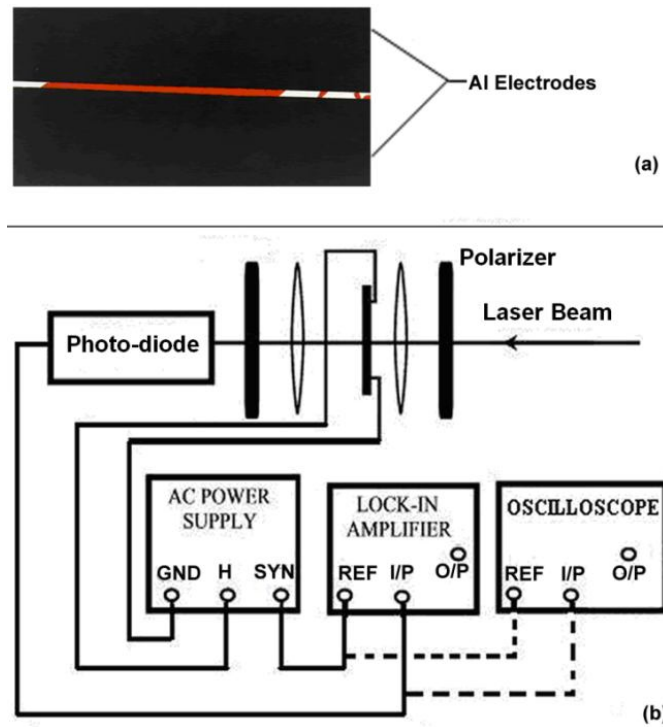 Al Electrodes
(a)
Polarizer
Laser Beam
Photo-diode
AC POWER
SUPPLY
GND H SYN
LOCK-IN
AMPLIFIER
O/P
REF I/P
OSCILLOSCOPE
O/P
REF I/P
(b)